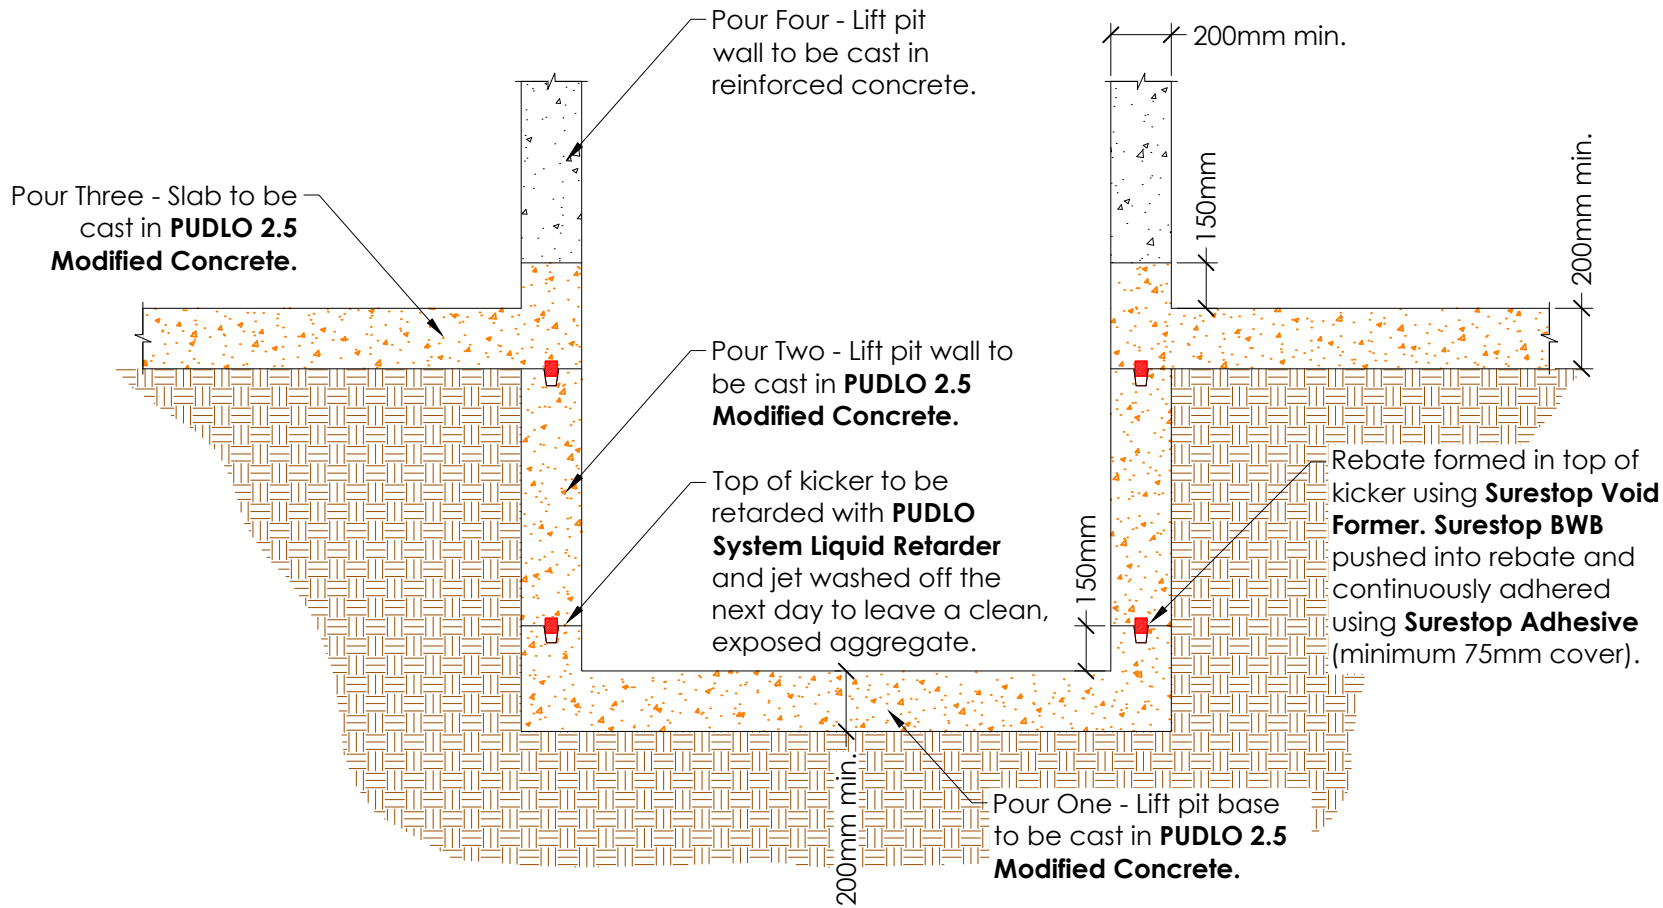 Pour Four - Lift pit
wall to be cast in
reinforced concrete.
200mm min.
150mm
200mm min.
Pour Three - Slab to be
cast in PUDLO 2.5
Modified Concrete.
Pour Two - Lift pit wall to
be cast in PUDLO 2.5
Modified Concrete.
Top of kicker to be
retarded with PUDLO
System Liquid Retarder
and jet washed off the
next day to leave a clean,
exposed aggregate.
150mm
Rebate formed in top of
kicker using Surestop Void
Former. Surestop BWB
pushed into rebate and
continuously adhered
using Surestop Adhesive
(minimum 75mm cover).
200mm min.
Pour One - Lift pit base
to be cast in PUDLO 2.5
Modified Concrete.